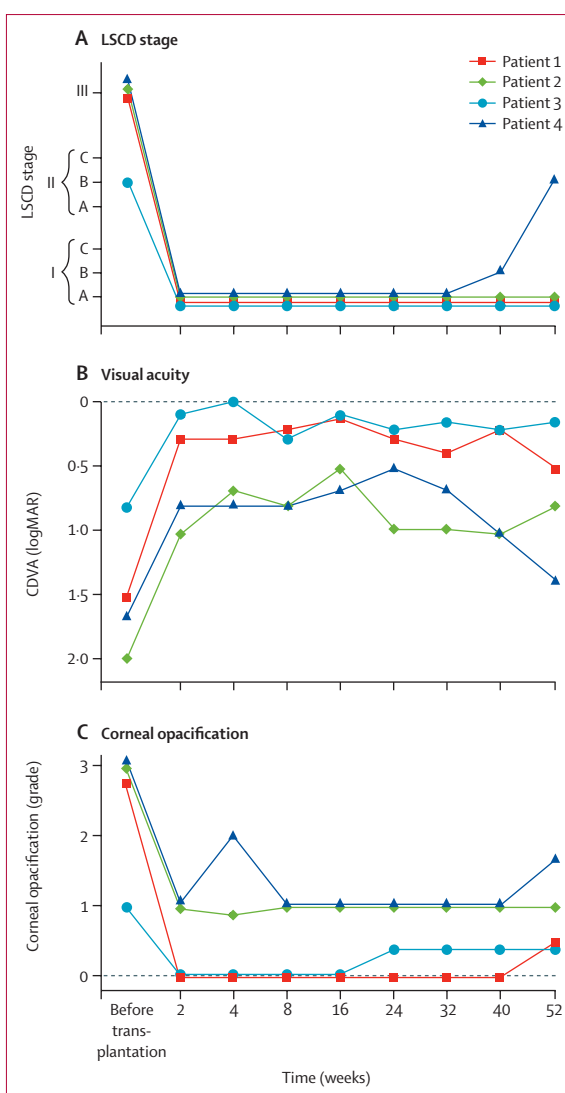 A LSCD stage
Patient 1
Patient 2
Patient 3
Patient 4
LSCD stage
III
II
C
B
A
I
C
B
A
B Visual acuity
CDVA (logMAR)
0
0·5
1·0
1·5
2·0
C Corneal opacification
Corneal opacification (grade)
3
2
1
0
Before
trans-
plantation
2 4 8 16 24 32 40 52
Time (weeks)